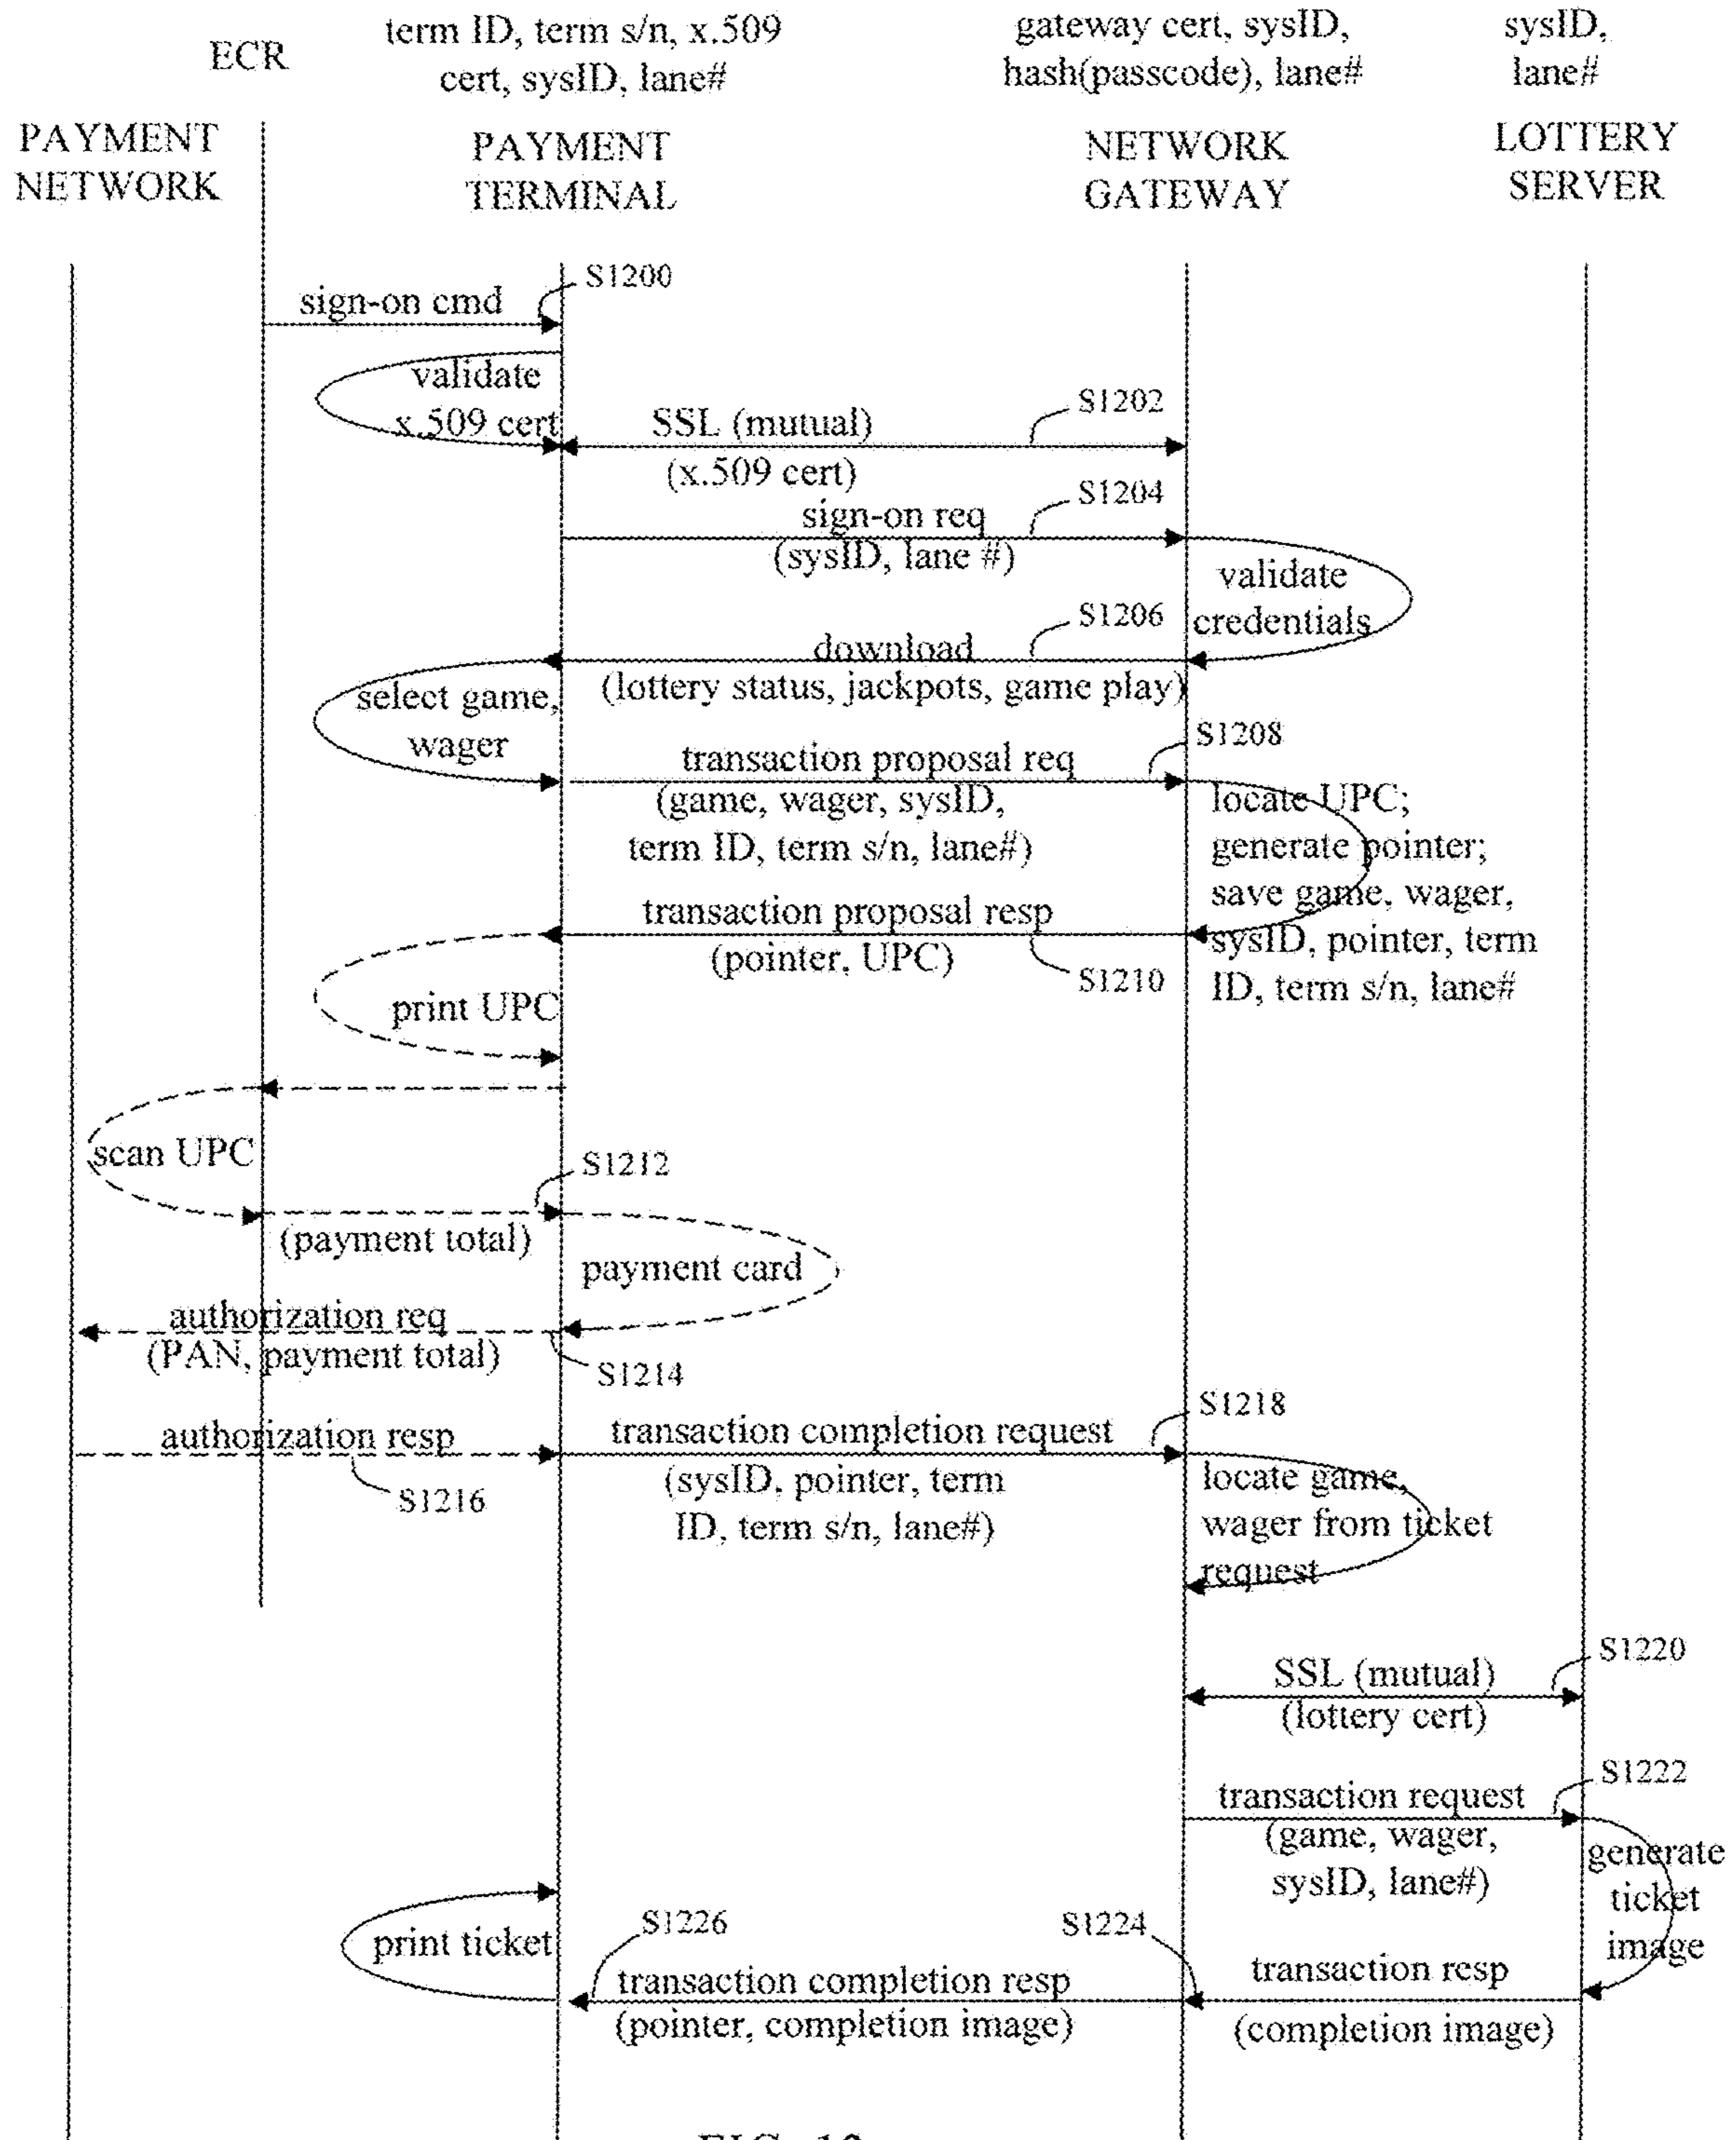 ECR
term ID, term s/n, x.509
cert, sysID, lane#
gateway cert, sysID,
hash(passcode), lane#
sysID,
lane#
PAYMENT
NETWORK
PAYMENT
TERMINAL
NETWORK
GATEWAY
LOTTERY
SERVER
S1200
sign-on cmd
validate
x.509 cert
SSL (mutual)
S1202
(x.509 cert)
S1204
sign-on req
(sysID, lane #)
validate
credentials
S1206
download
(lottery status, jackpots, game play)
select game,
wager
S1208
transaction proposal req
(game, wager, sysID,
term ID, term s/n, lane#)
locate UPC;
generate pointer;
save game, wager,
sysID, pointer, term
ID, term s/n, lane#
transaction proposal resp
(pointer, UPC)
S1210
print UPC
scan UPC
S1212
(payment total)
payment card
authorization req
(PAN, payment total)
S1214
authorization resp
S1216
transaction completion request
S1218
(sysID, pointer, term
ID, term s/n, lane#)
locate game,
wager from ticket
request
S1220
SSL (mutual)
(lottery cert)
S1222
transaction request
(game, wager,
sysID, lane#)
generate
ticket
image
print ticket
S1226
S1224
transaction completion resp
(pointer, completion image)
transaction resp
(completion image)